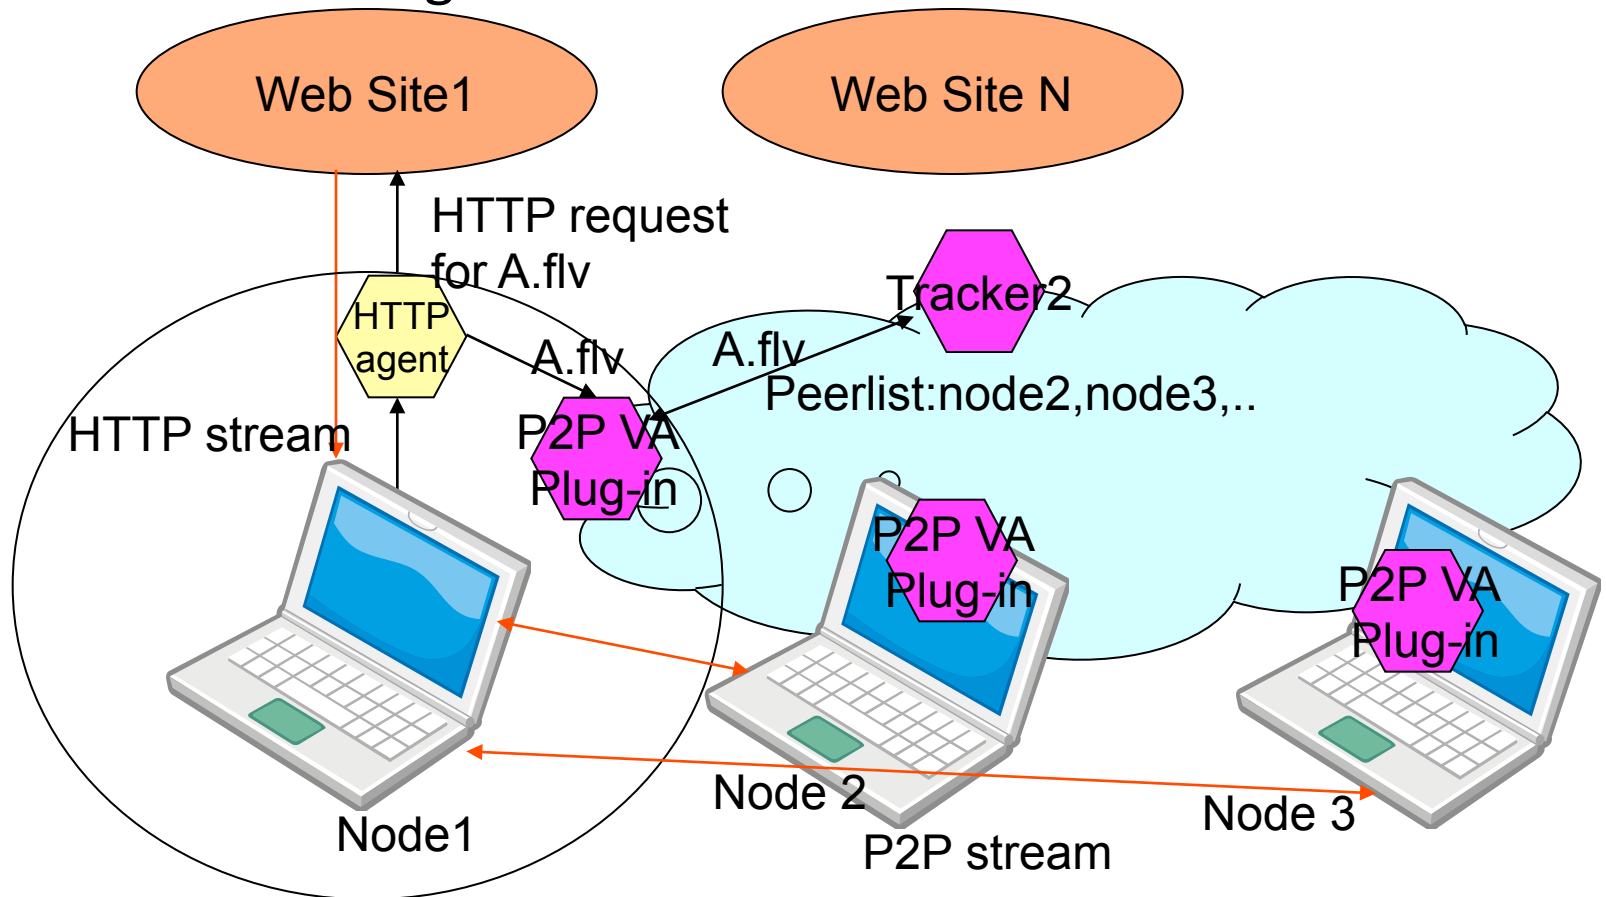 Web Site1
Web Site N
HTTP request
for A.flv
Tracker2
HTTP
agent
A.flv
A.flv
Peerlist:node2,node3,..
HTTP stream
P2P VA
Plug-in
P2P VA
Plug-in
P2P VA
Plug-in
Node 2
Node 3
Node1
P2P stream